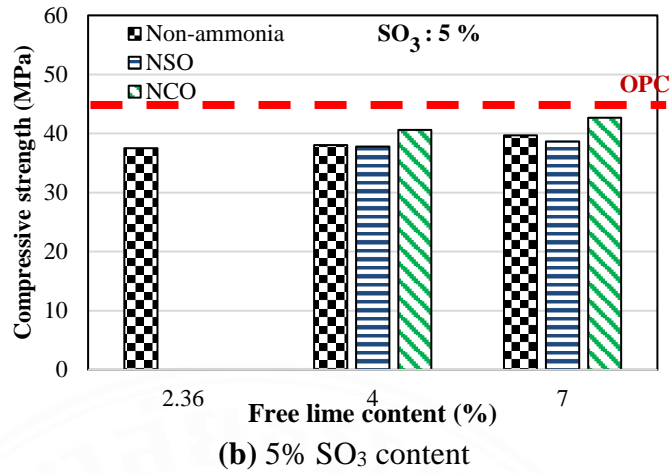 60
50
40
30
20
10
0
Compressive strength (MPa)
Non-ammonia
NSO
NCO
SO3 : 5 %
OPC
2.36
4
7
Free lime content (%)
(b) 5% SO3 content